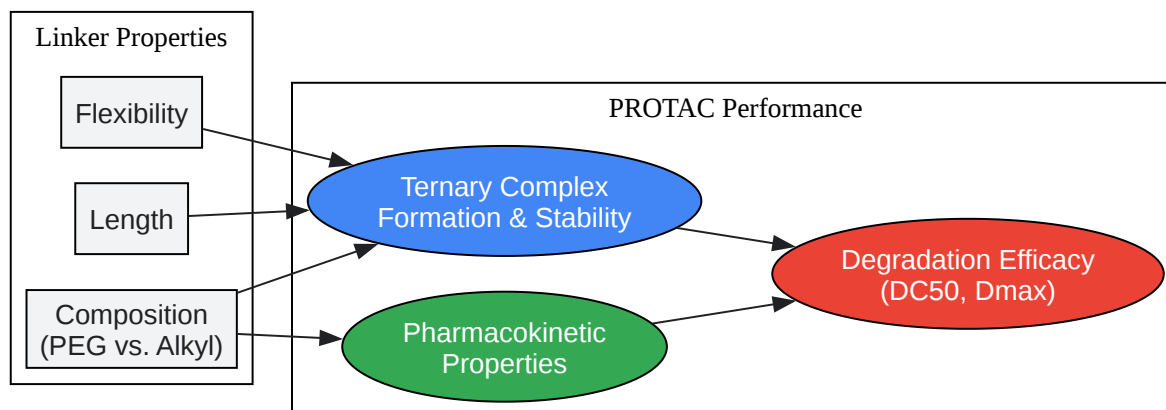 Linker Properties
Flexibility
Length
Composition
(PEG vs. Alkyl)
PROTAC Performance
Ternary Complex
Formation & Stability
Pharmacokinetic
Properties
Degradation Efficacy
(DC50, Dmax)